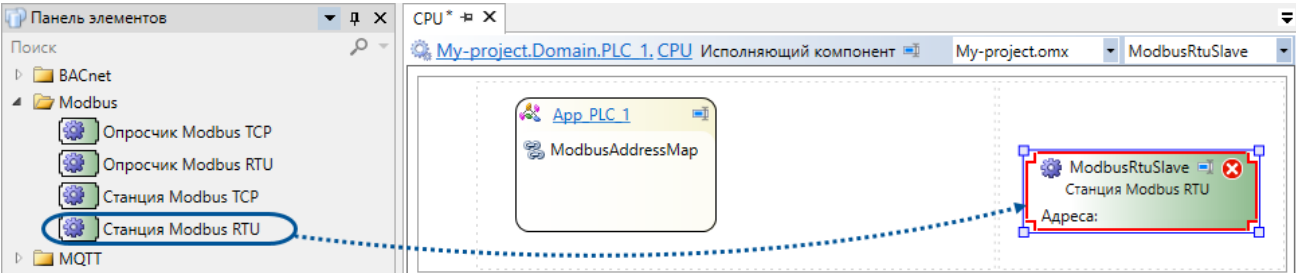 Панель элементов
Поиск
BACnet
Modbus
Опросчик Modbus TCP
Опросчик Modbus RTU
Станция Modbus TCP
Станция Modbus RTU
MQTT
CPU*
My-project.Domain.PLC_1. CPU Исполняющий компонент My-project.omx ModbusRtuSlave
App_PLC_1
ModbusAddressMap
ModbusRtuSlave
Станция Modbus RTU
Адреса: